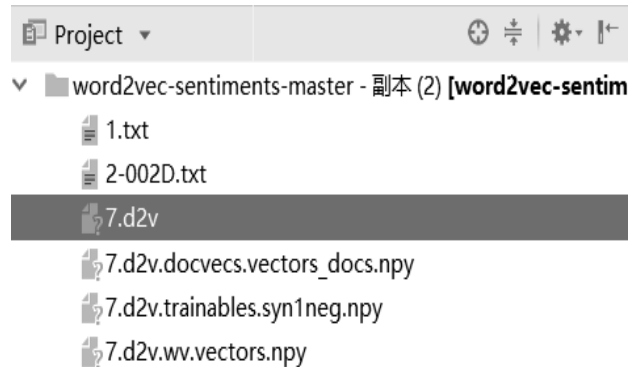 Project
word2vec-sentiments-master - 副本 (2) [word2vec-sentim
1.txt
2-002D.txt
7.d2v
7.d2v.docvecs.vectors_docs.npy
7.d2v.trainables.syn1neg.npy
7.d2v.wv.vectors.npy